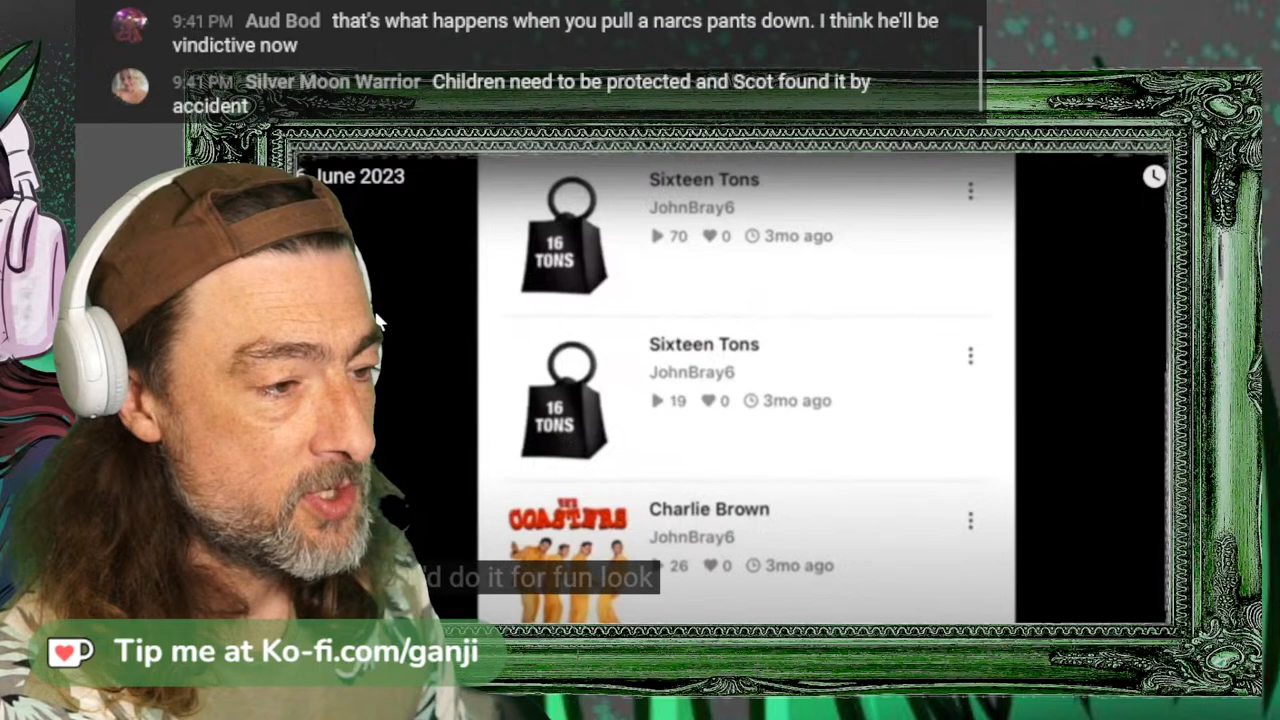 9:41 PM Aud Bod that's what happens when you pull a narcs pants down. I think he'll be
vindictive now
9:41 PM Silver Moon Warrior Children need to be protected and Scot found it by
accident
June 2023
Sixteen Tons
JohnBray6
70 0 3mo ago
16
TONS
Sixteen Tons
JohnBray6
19 0 3mo ago
16
TONS
THE
COASTERS
Charlie Brown
JohnBray6
26 0 3mo ago
'd do it for fun look
Tip me at Ko-fi.com/ganji